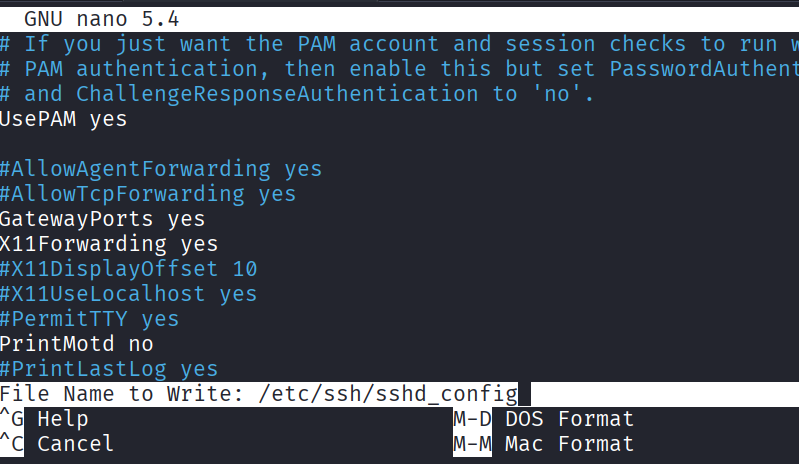 GNU nano 5.4
# If you just want the PAM account and session checks to run
# PAM authentication, then enable this but set
# and ChallengeResponseAuthentication to 'no'.
UsePAM yes
#AllowAgentForwarding yes
#AllowTcpForwarding yes
GatewayPorts yes
X11Forwarding yes
#X11DisplayOffset 10
#X11UseLocalhost yes
#PermitTTY yes
PrintMotd no
#PrintLastLog yes
File Name to Write: /etc/ssh/sshd_config
^G Help M-D DOS Format
^C Cancel M-M Mac Format